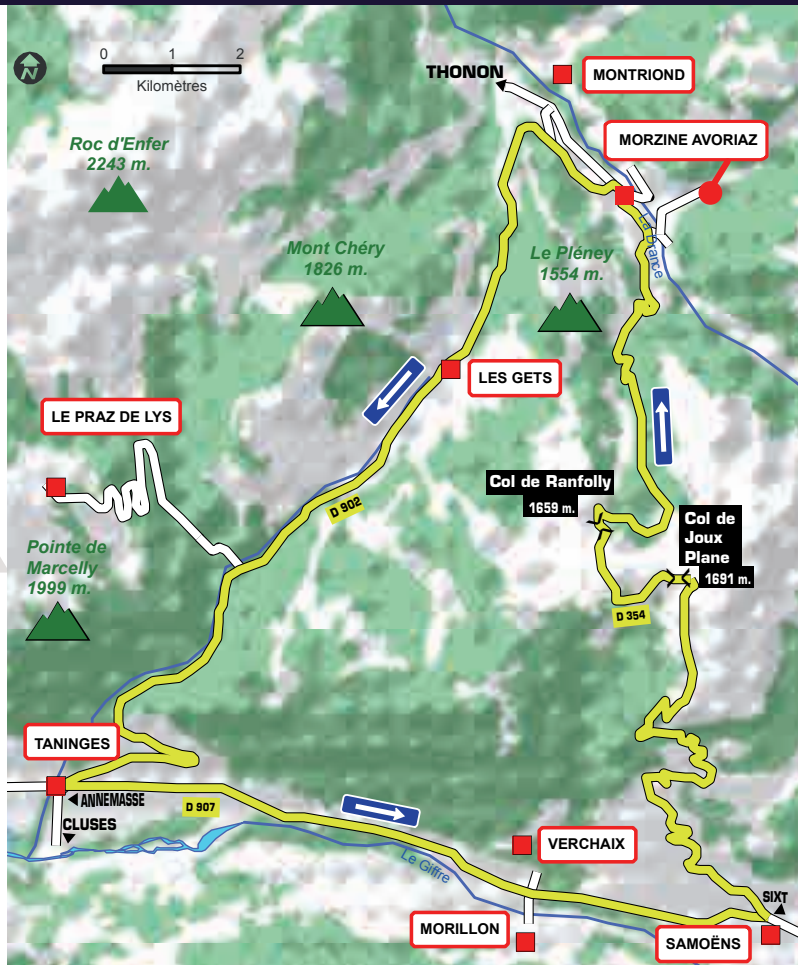 0 1 2
Kilomètres
N
THONON
MONTRIOND
MORZINE AVORIAZ
Roc d'Enfer
2243 m.
Mont Chéry
1826 m.
Le Pléney
1554 m.
La Drance
LES GETS
LE PRAZ DE LYS
Col de Ranfolly
1659 m.
D 902
Col de
Joux
Plane
1691 m.
Pointe de
Marcelly
1999 m.
D 354
TANINGES
ANNEMASSE
D 907
CLUSES
VERCHAIX
Le Giffre
SIXT
MORILLON
SAMOËNS